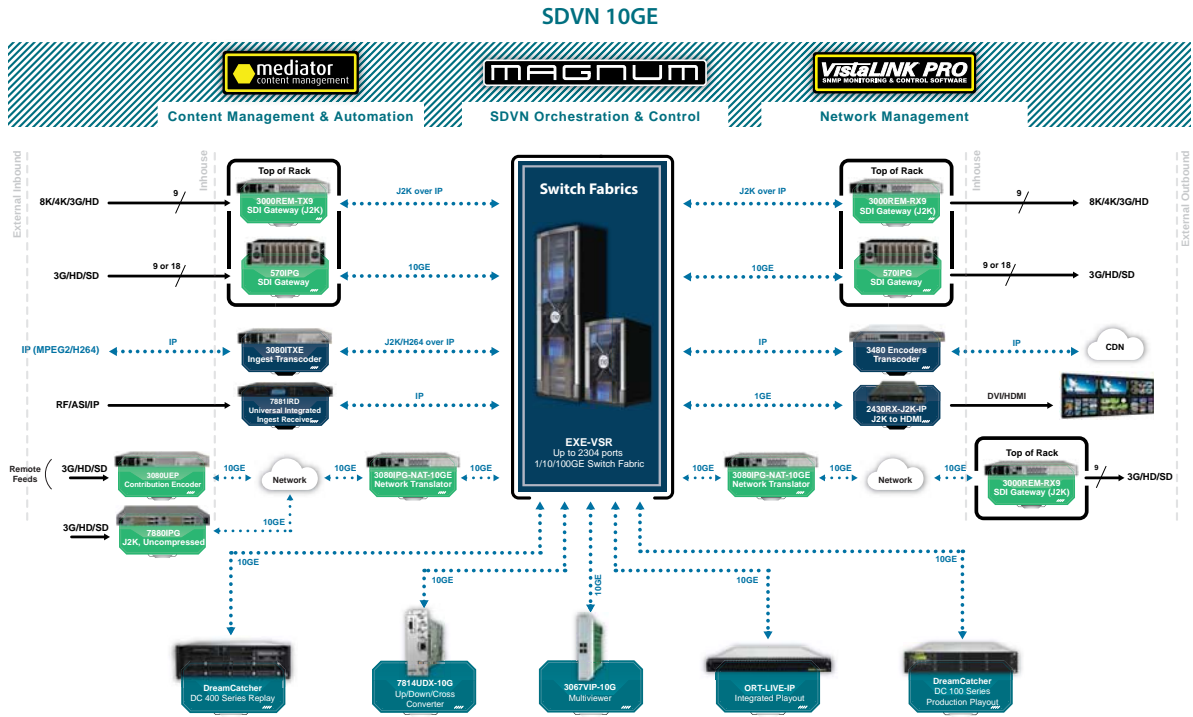 SDVN 10GE
mediator
content management
MAGNUM
VistaLINK PRO
SNMP MONITORING & CONTROL SOFTWARE
Content Management & Automation
SDVN Orchestration & Control
Network Management
External Inbound
Inhouse
Inhouse
External Outbound
Top of Rack
8K/4K/3G/HD
9
3000REM-TX9
SDI Gateway (J2K)
J2K over IP
3G/HD/SD
9 or 18
570IPG
SDI Gateway
10GE
IP (MPEG2/H264)
IP
3080ITXE
Ingest Transcoder
J2K/H264 over IP
RF/ASI/IP
7881IRD
Universal Integrated
Ingest Receiver
IP
Remote
Feeds
3G/HD/SD
3080UEP
Contribution Encoder
10GE
Network
10GE
3080IPG-NAT-10GE
Network Translator
10GE
3G/HD/SD
7880IPG
J2K, Uncompressed
10GE
Switch Fabrics
EXE-VSR
Up to 2304 ports
1/10/100GE Switch Fabric
Top of Rack
J2K over IP
3000REM-RX9
SDI Gateway (J2K)
9
8K/4K/3G/HD
10GE
570IPG
SDI Gateway
9 or 18
3G/HD/SD
IP
3480 Encoders
Transcoder
IP
CDN
1GE
2430RX-J2K-IP
J2K to HDMI
DVI/HDMI
10GE
3080IPG-NAT-10GE
Network Translator
10GE
Network
10GE
Top of Rack
3000REM-RX9
SDI Gateway (J2K)
9
3G/HD/SD
10GE
10GE
10GE
10GE
10GE
DreamCatcher
DC 400 Series Replay
7814UDX-10G
Up/Down/Cross
Converter
3067VIP-10G
Multiviewer
ORT-LIVE-IP
Integrated Playout
DreamCatcher
DC 100 Series
Production Playout